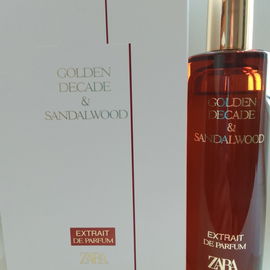 GOLDEN
DECADE
&
SANDALWOOD
EXTRAIT
DE PARFUM
ZARA
GOLDEN
DECADE
&
SANDALWOOD
EXTRAIT
DE PARFUM
ZARA